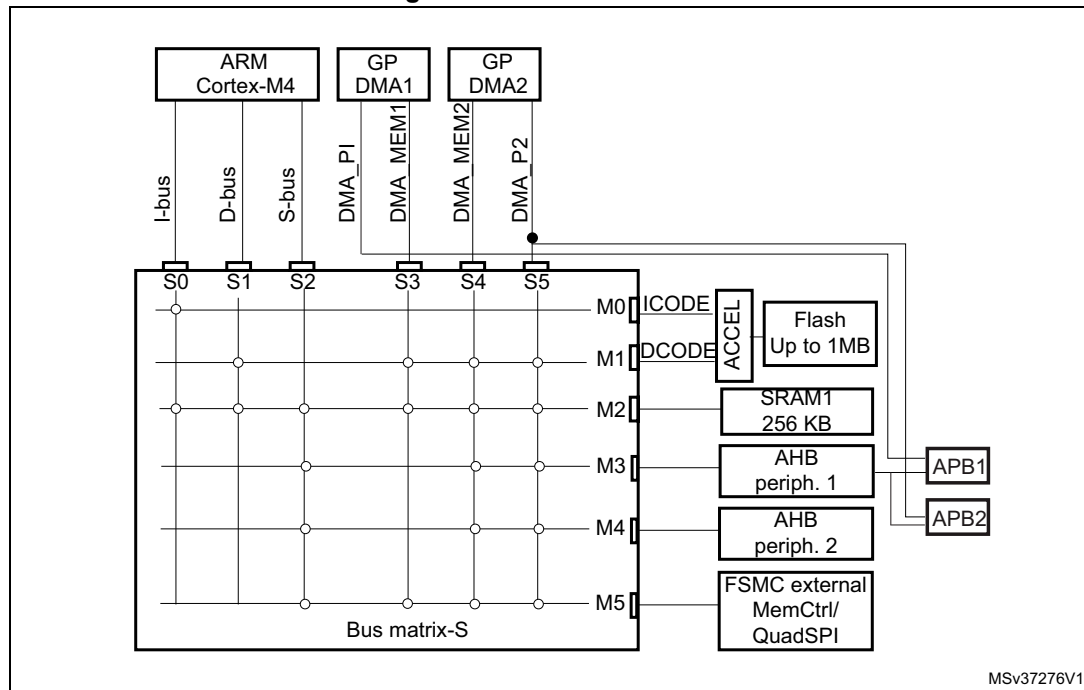 ARM
Cortex-M4
GP
DMA1
GP
DMA2
I-bus
D-bus
S-bus
DMA_PI
DMA_MEM1
DMA_MEM2
DMA_P2
S0
S1
S2
S3
S4
S5
M0
ICODE
M1
DCODE
ACCEL
Flash
Up to 1MB
M2
SRAM1
256 KB
M3
AHB
periph. 1
APB1
M4
AHB
periph. 2
APB2
M5
FSMC external
MemCtrl/
QuadSPI
Bus matrix-S
MSv37276V1